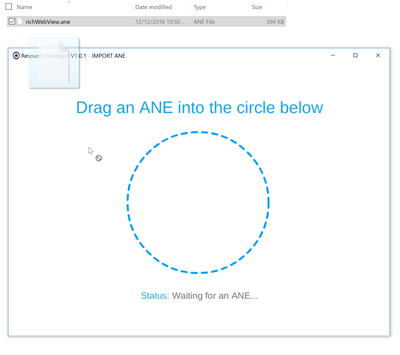 Name Date modified Type Size
richWebView.ane 12/12/2016 10:50 ... ANE File 594 KB
Resource Manager V1.0.1 - IMPORT ANE
Drag an ANE into the circle below
Status: Waiting for an ANE...